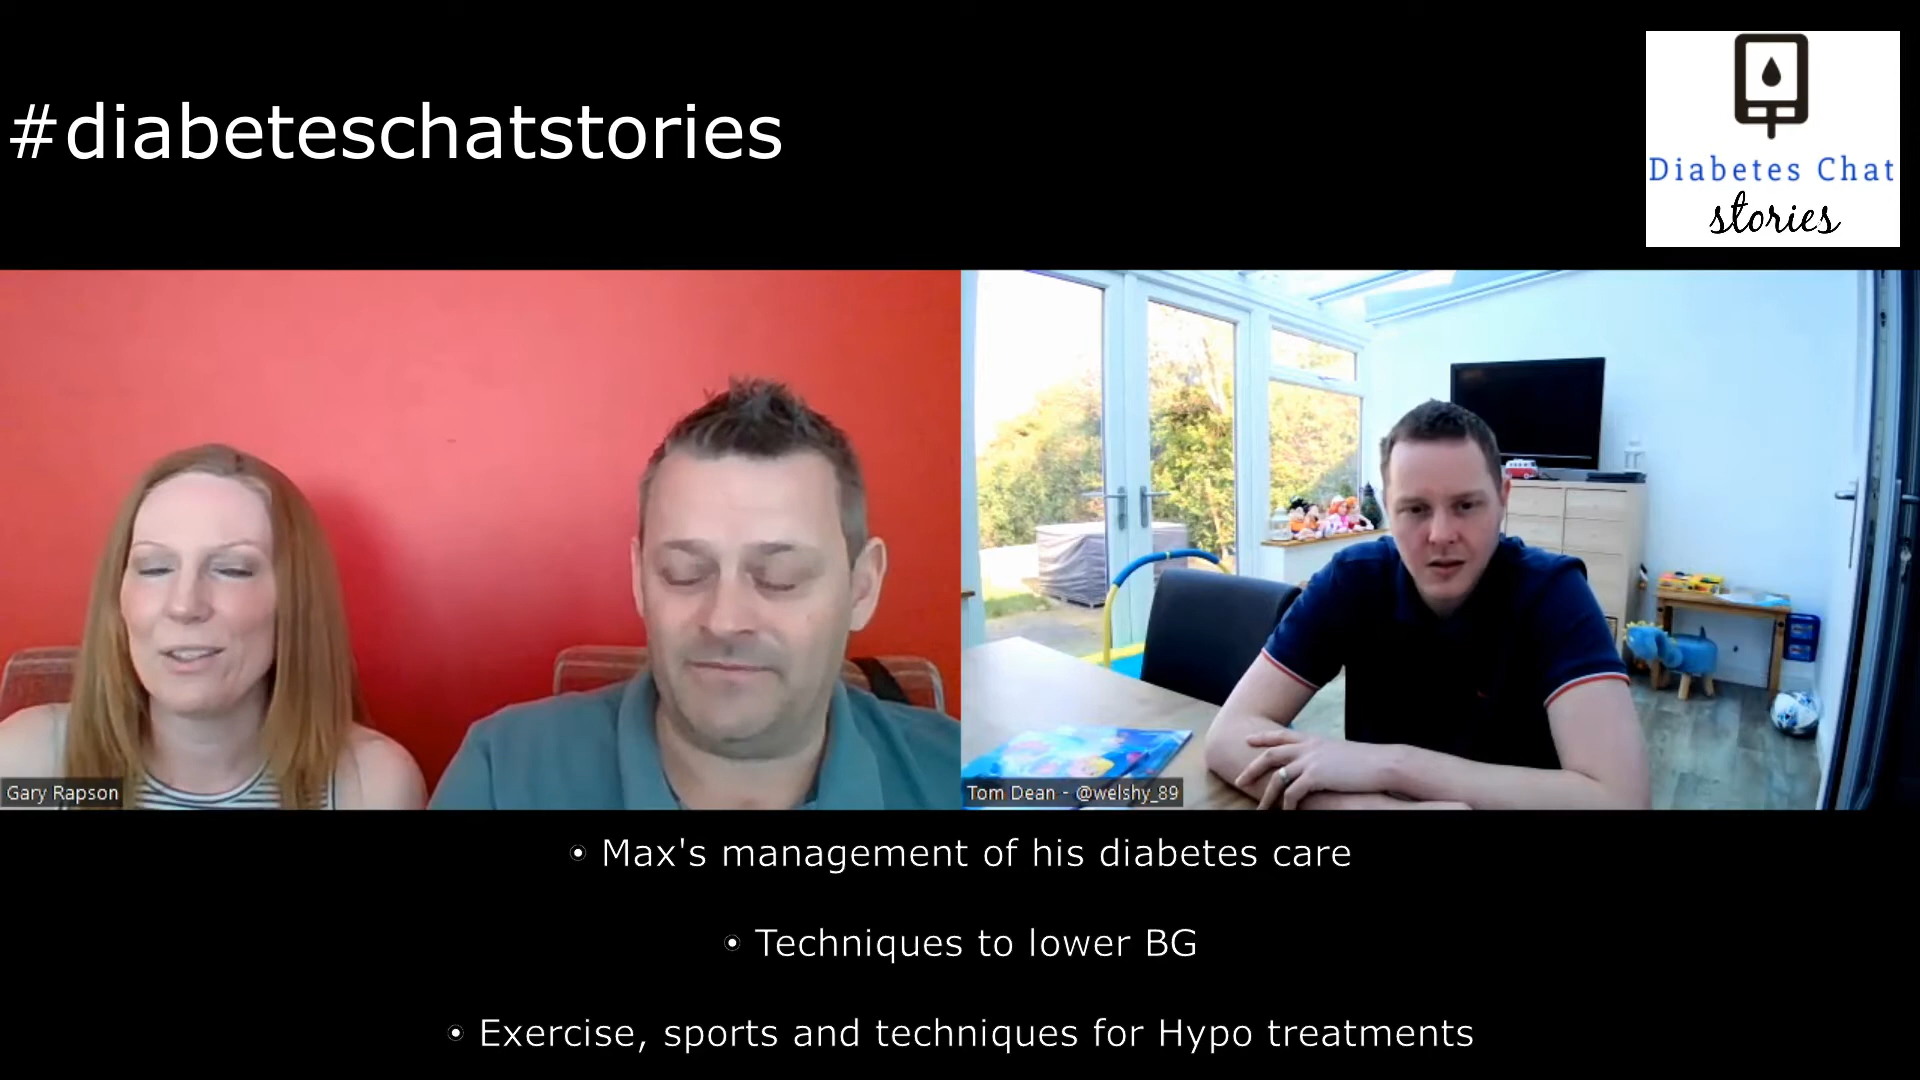 #diabeteschatstories
Diabetes Chat
stories
Gary Rapson
Tom Dean - @welshy_89
Max's management of his diabetes care
Techniques to lower BG
Exercise, sports and techniques for Hypo treatments